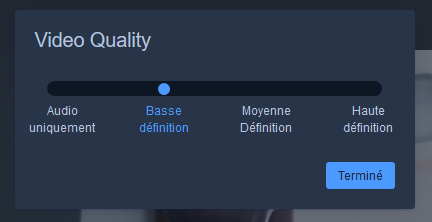 Video Quality
Audio uniquement
Basse définition
Moyenne Définition
Haute définition
Terminé